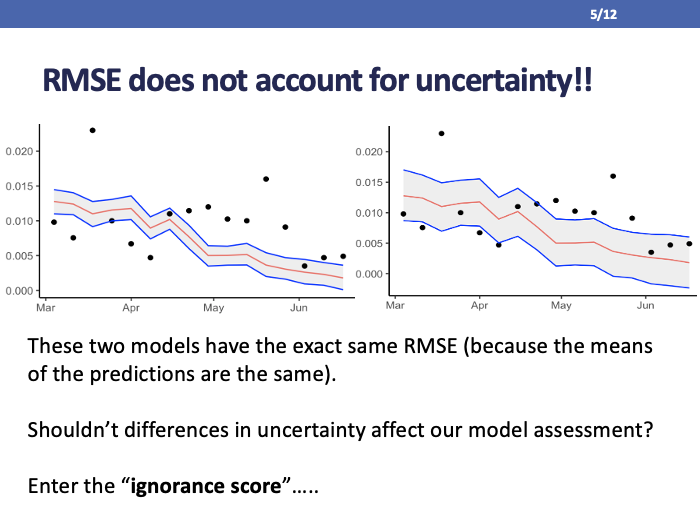 5/12
RMSE does not account for uncertainty!!
0.020
0.015
0.010
0.005
0.000
Mar Apr May Jun
0.020
0.015
0.010
0.005
0.000
Mar Apr May Jun
These two models have the exact same RMSE (because the means
of the predictions are the same).
Shouldn’t differences in uncertainty affect our model assessment?
Enter the “ignorance score”…..